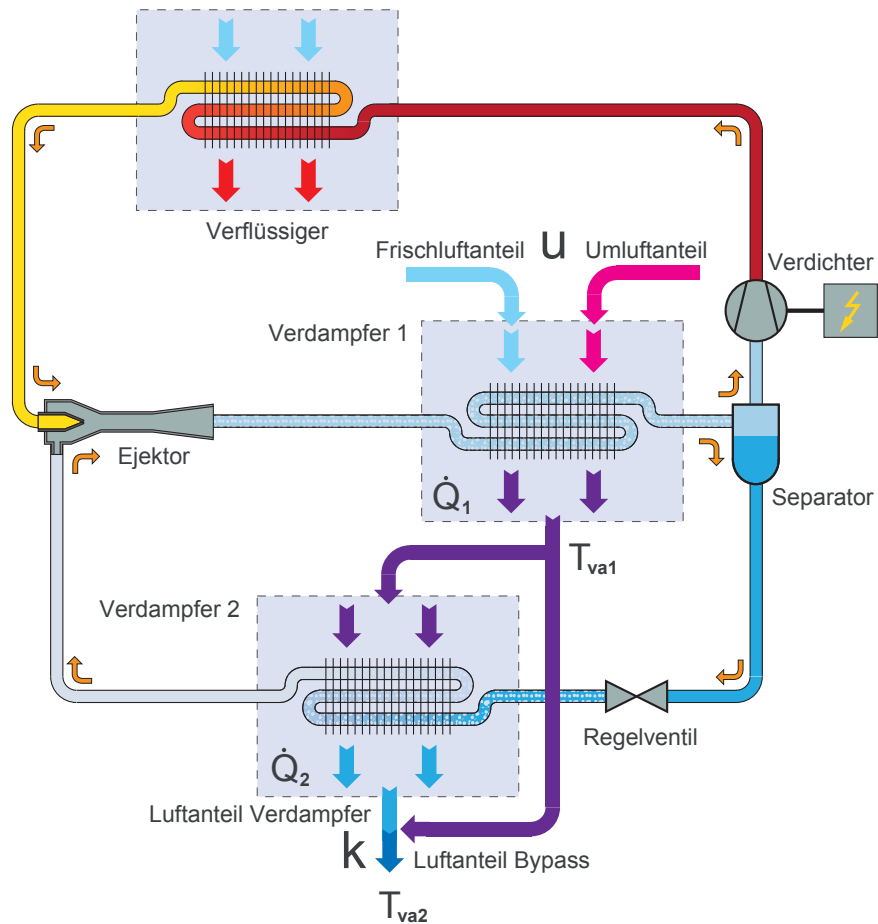 Verflüssiger
Frischluftanteil
u
Umluftanteil
Verdichter
Verdampfer 1
Ejektor
Q̇1
Separator
Tva1
Verdampfer 2
Regelventil
Q̇2
Luftanteil Verdampfer
k
Luftanteil Bypass
Tva2